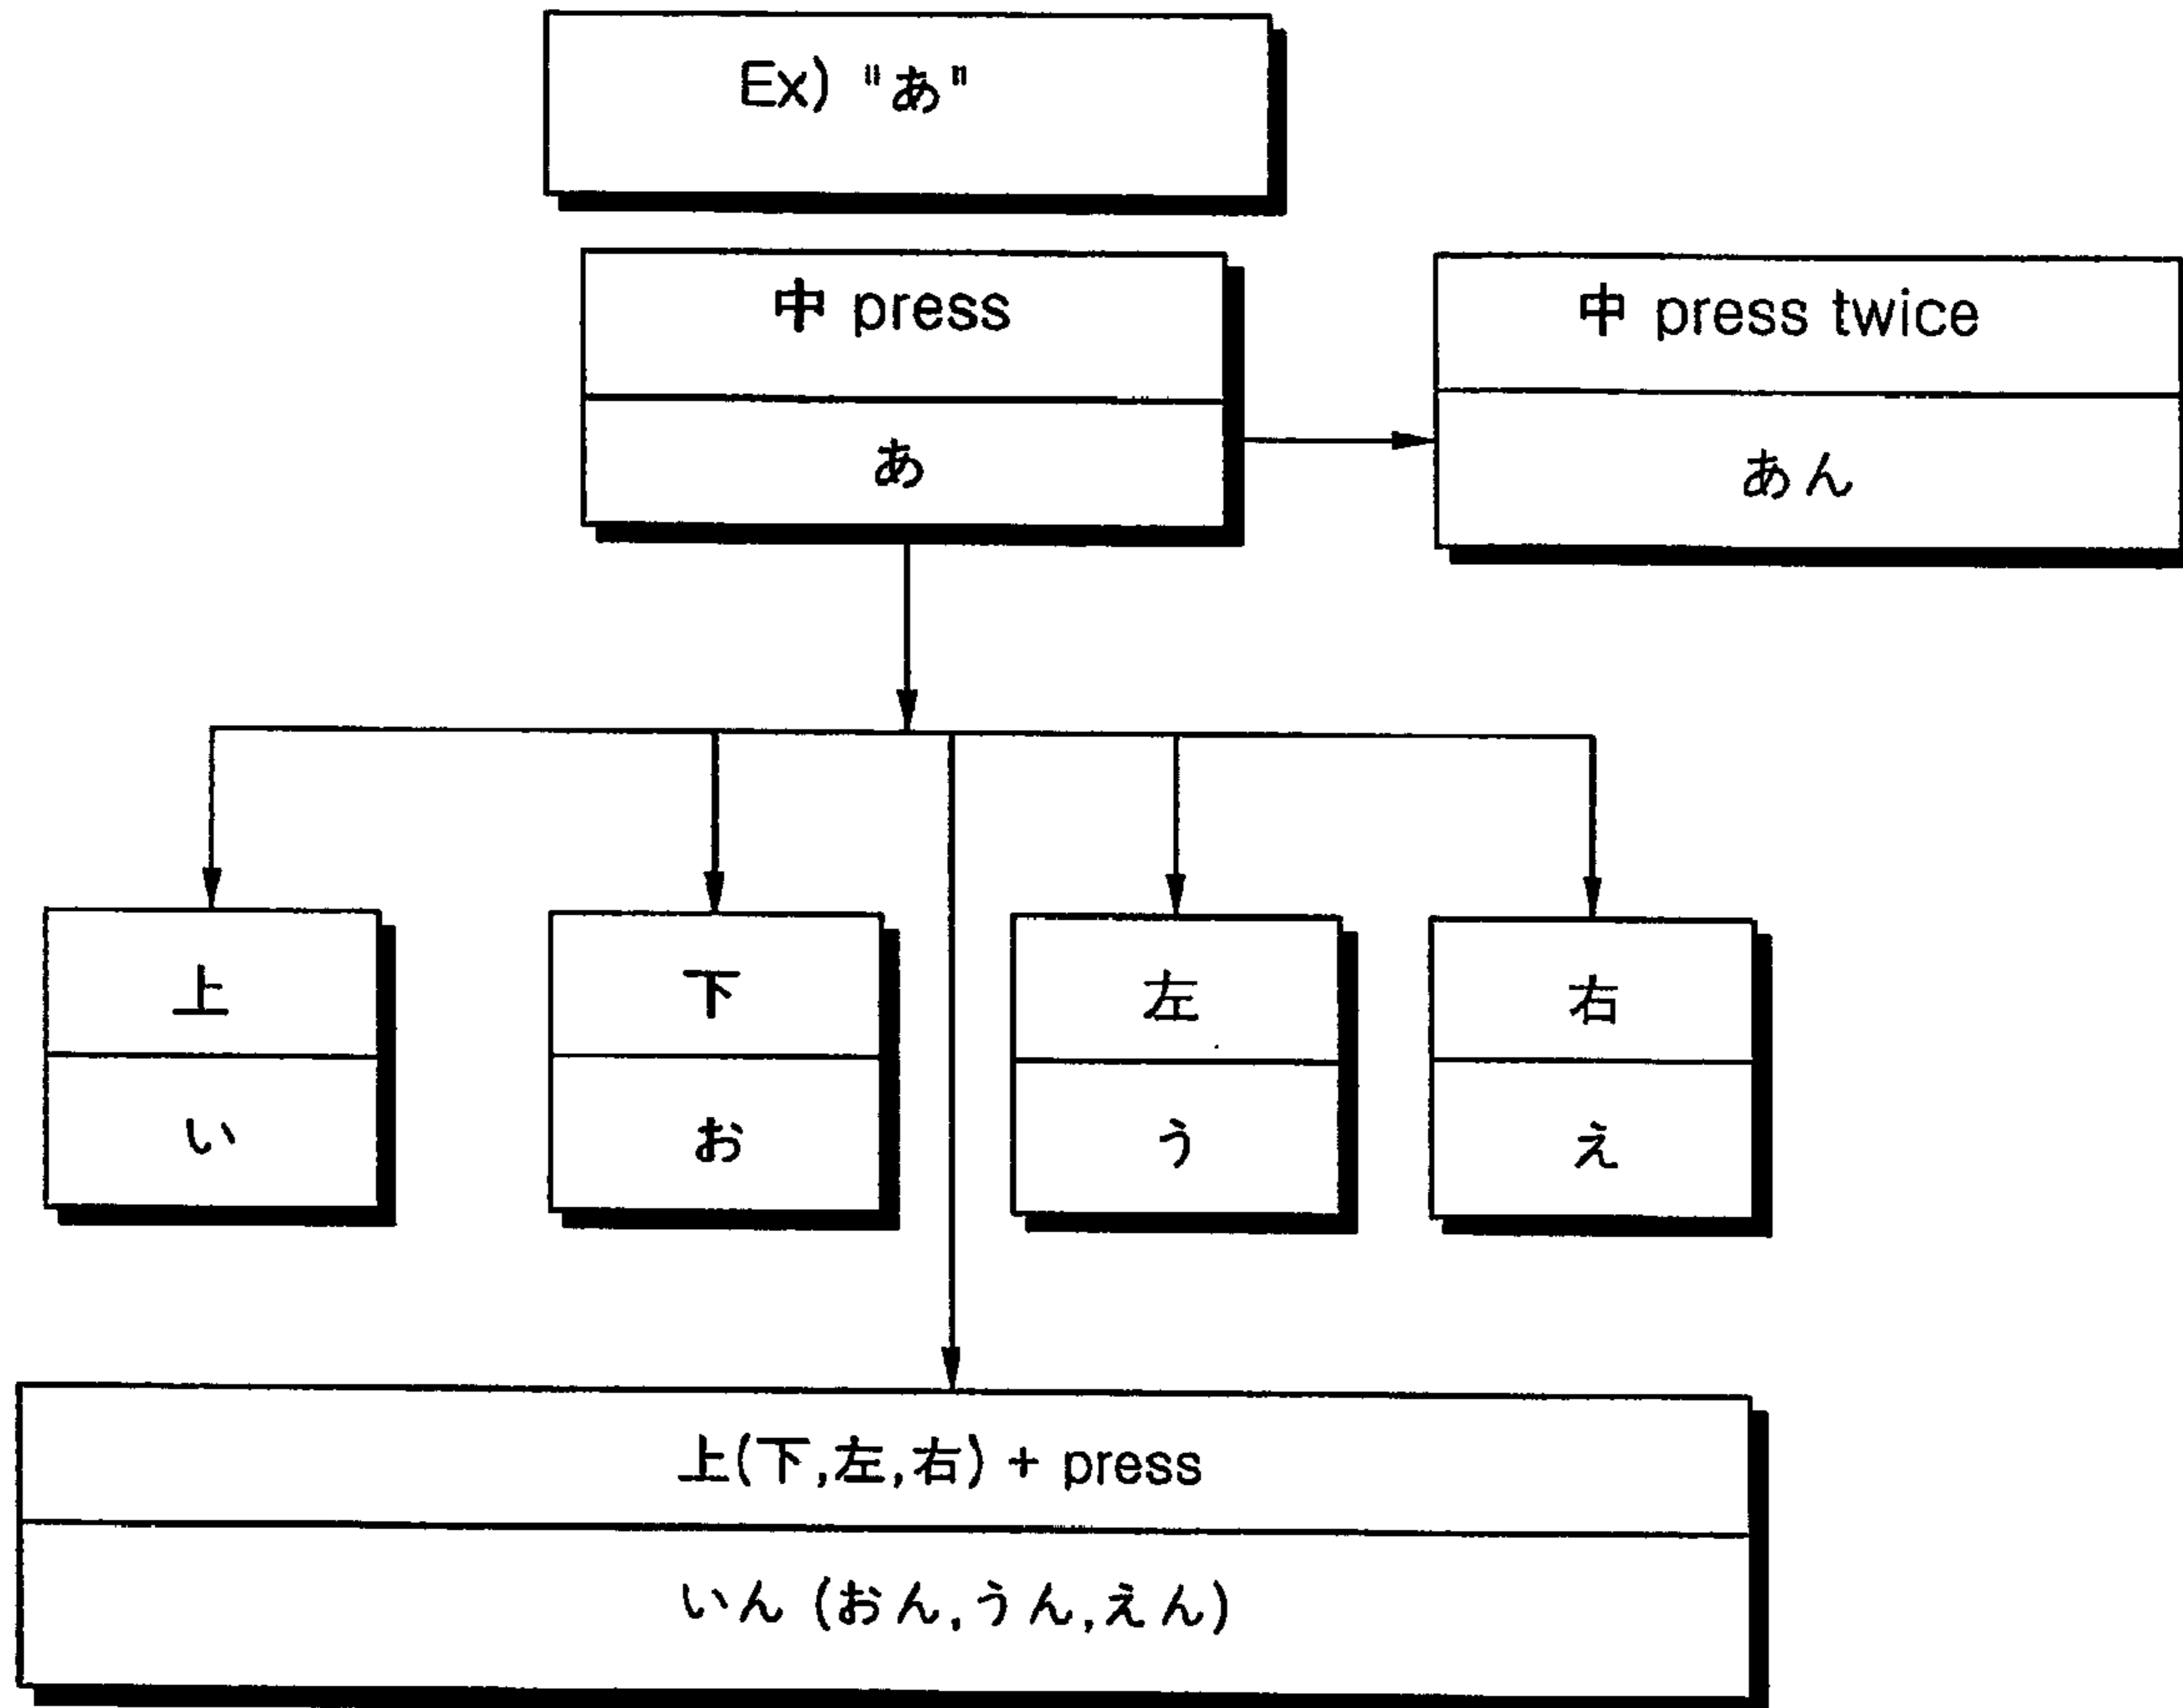 Ex) "あ"
中 press
あ
中 press twice
あん
上
い
下
お
左
う
右
え
上(下,左,右) + press
いん (おん,うん,えん)